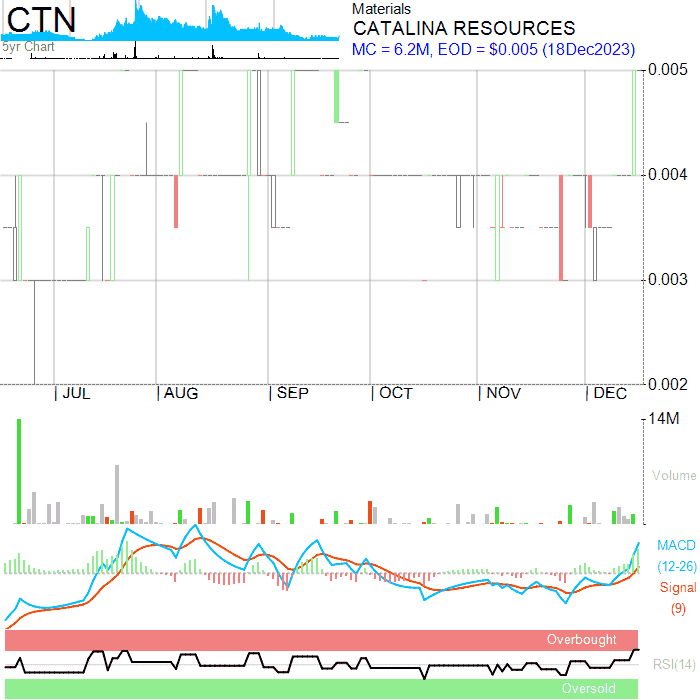 CTN
5yr Chart
Materials
CATALINA RESOURCES
MC = 6.2M, EOD = $0.005 (18Dec2023)
0.005
0.004
0.003
0.002
JUL AUG SEP OCT NOV DEC
14M
Volume
MACD
(12-26)
Signal
(9)
Overbought
RSI(14)
Oversold